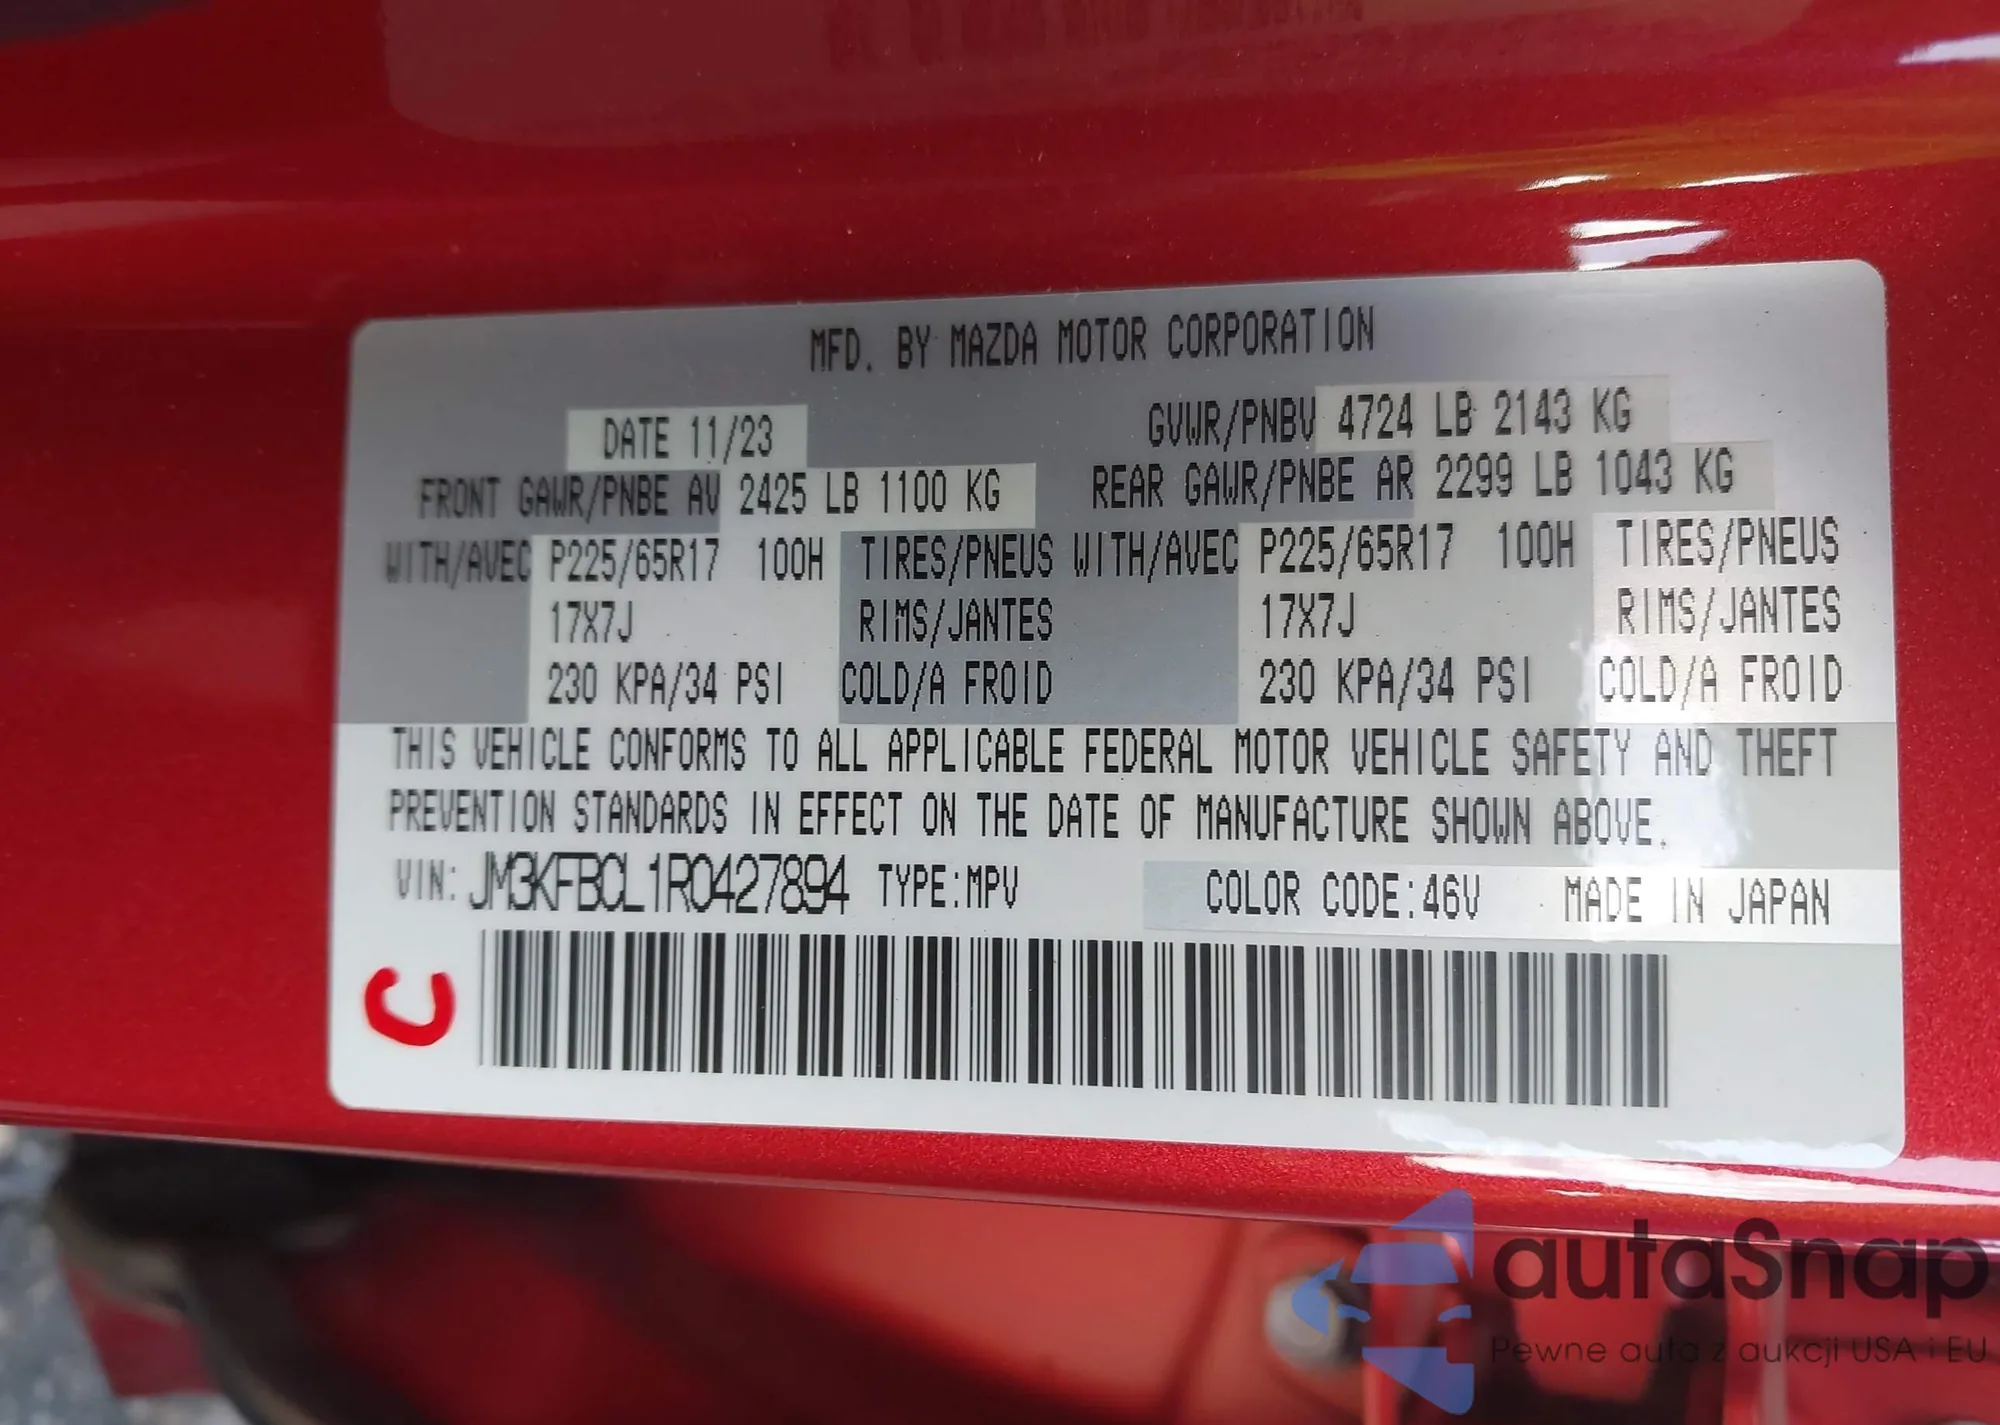 MFD. BY MAZDA MOTOR CORPORATION
DATE 11/23 GVWR/PNBV 4724 LB 2143 KG
FRONT GAWR/PNBE AV 2425 LB 1100 KG REAR GAWR/PNBE AR 2299 LB 1043 KG
WITH/AVEC P225/65R17 100H TIRES/PNEUS WITH/AVEC P225/65R17 100H TIRES/PNEUS
17X7J RIMS/JANTES 17X7J RIMS/JANTES
230 KPA/34 PSI COLD/A FROID 230 KPA/34 PSI COLD/A FROID
THIS VEHICLE CONFORMS TO ALL APPLICABLE FEDERAL MOTOR VEHICLE SAFETY AND THEFT
PREVENTION STANDARDS IN EFFECT ON THE DATE OF MANUFACTURE SHOWN ABOVE.
VIN: JM3KFBCL1R0427894 TYPE:MPV COLOR CODE:46V MADE IN JAPAN
C
autaSnap
Pewne auta z aukcji USA i EU